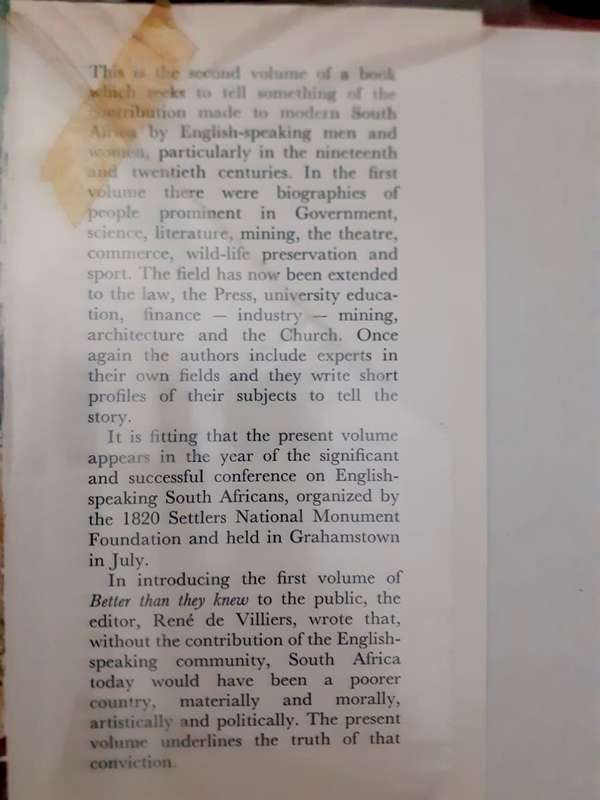 This is the second volume of a book
which seeks to tell something of the
contribution made to modern South
Africa by English-speaking men and
women, particularly in the nineteenth
and twentieth centuries. In the first
volume there were biographies of
people prominent in Government,
science, literature, mining, the theatre,
commerce, wild-life preservation and
sport. The field has now been extended
to the law, the Press, university educa-
tion, finance — industry — mining,
architecture and the Church. Once
again the authors include experts in
their own fields and they write short
profiles of their subjects to tell the
story.
It is fitting that the present volume
appears in the year of the significant
and successful conference on English-
speaking South Africans, organized by
the 1820 Settlers National Monument
Foundation and held in Grahamstown
in July.
In introducing the first volume of
Better than they knew to the public, the
editor, René de Villiers, wrote that,
without the contribution of the English-
speaking community, South Africa
today would have been a poorer
country, materially and morally,
artistically and politically. The present
volume underlines the truth of that
conviction.